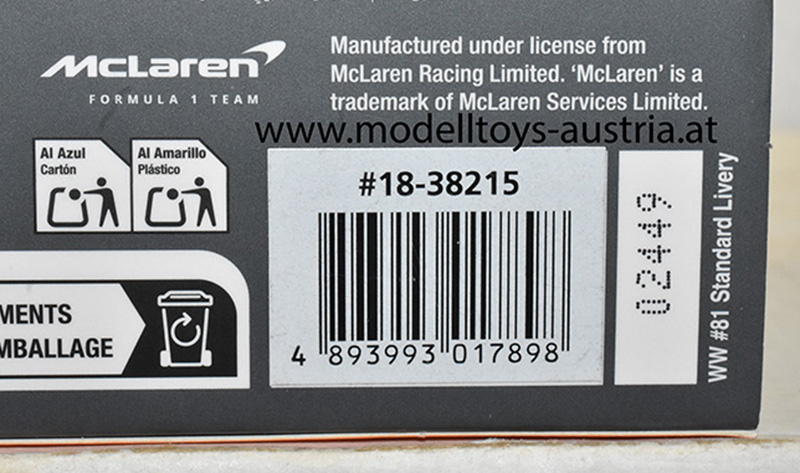 McLaren
FORMULA 1 TEAM
Manufactured under license from
McLaren Racing Limited. ‘McLaren’ is a
trademark of McLaren Services Limited.
www.modelltoys-austria.at
Al Azul
Cartón
Al Amarillo
Plástico
#18-38215
4 893993 017898
02449
WW #81 Standard Livery
MENTS
MBALLAGE